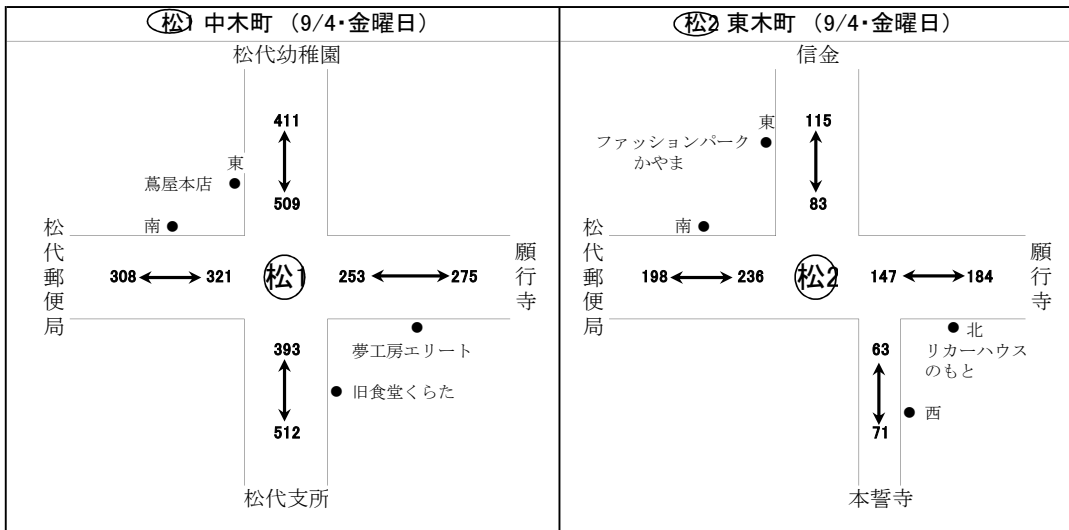 松1 中木町 (9/4・金曜日)
松代幼稚園
411
東
蔦屋本店
509
南
松代郵便局
308
321
松1
253
275
願行寺
393
夢工房エリート
旧食堂くらた
512
松代支所
松2 東木町 (9/4・金曜日)
信金
115
東
ファッションパーク
かやま
83
南
松代郵便局
198
236
松2
147
184
願行寺
63
北
リカーハウス
のもと
西
71
本誓寺